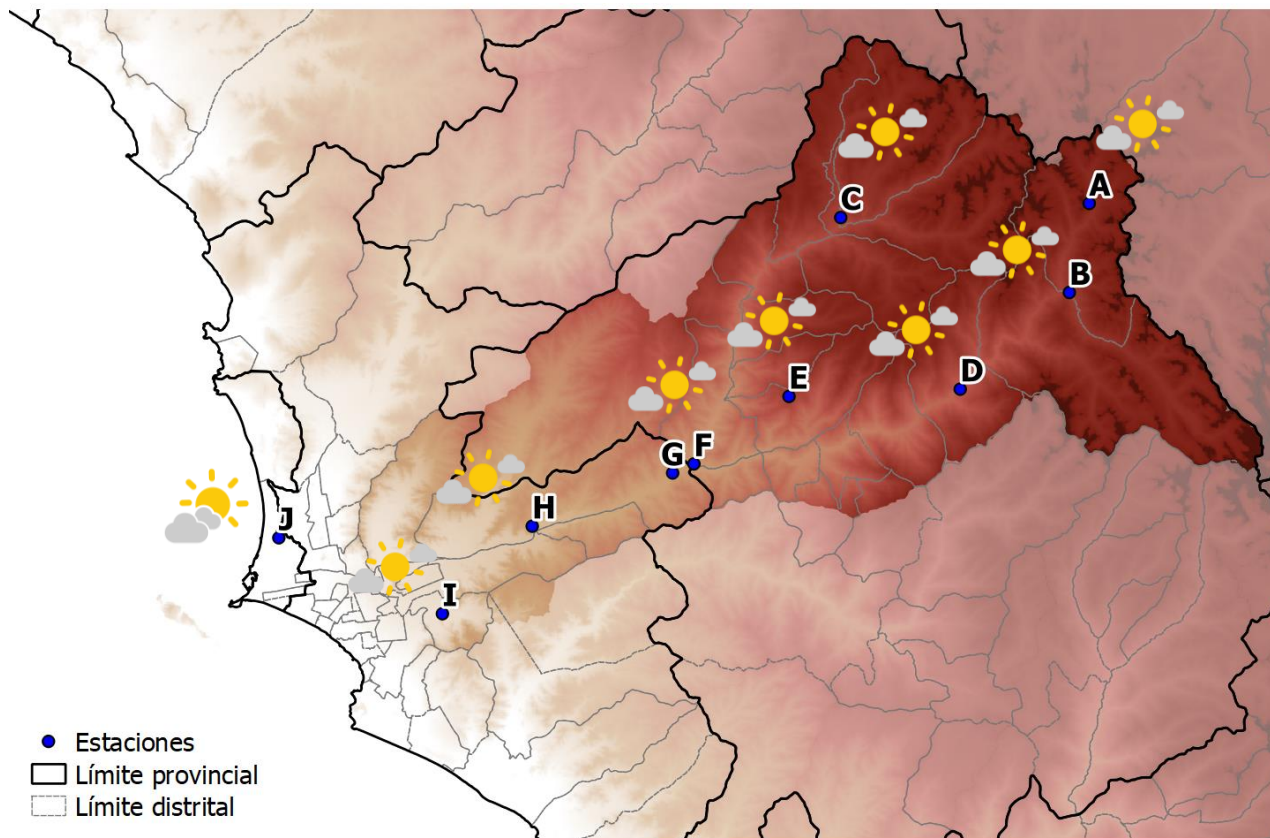 C
A
B
E
D
G
F
J
H
I
Estaciones
Límite provincial
Límite distrital